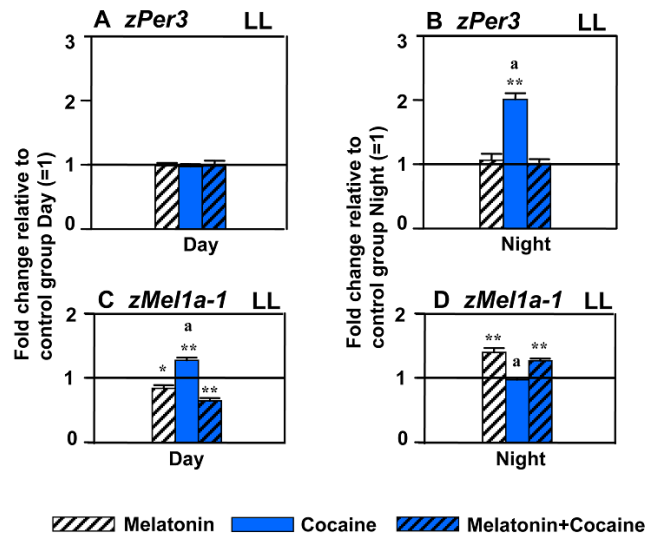 A zPer3 LL
3
2
1
0
Day
Fold change relative to
control group Day (=1)
B zPer3 LL
3
2
1
0
a
**
Night
Fold change relative to
control group Night (=1)
C zMel1a-1 LL
2
1
0
*
a
**
**
Day
D zMel1a-1 LL
2
1
0
**
a
**
Night
Melatonin Cocaine Melatonin+Cocaine